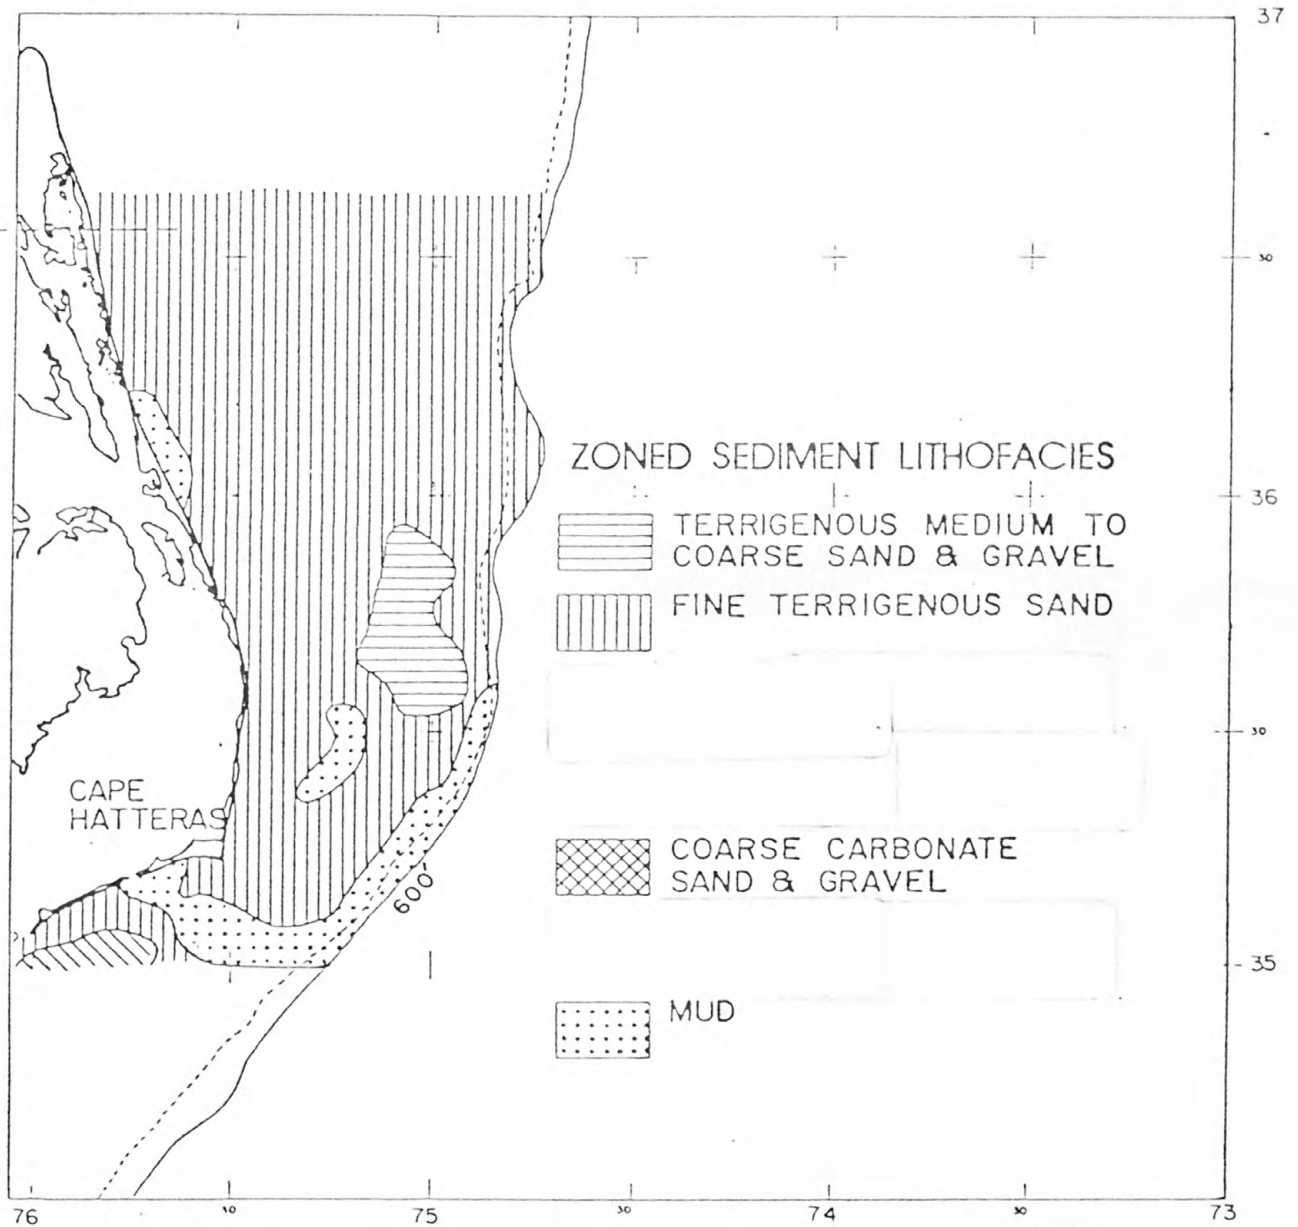 37
30
ZONED SEDIMENT LITHOFACIES
36
TERRIGENOUS MEDIUM TO
COARSE SAND & GRAVEL
FINE TERRIGENOUS SAND
30
CAPE
HATTERAS
COARSE CARBONATE
SAND & GRAVEL
600
35
MUD
76
75
30
74
30
73